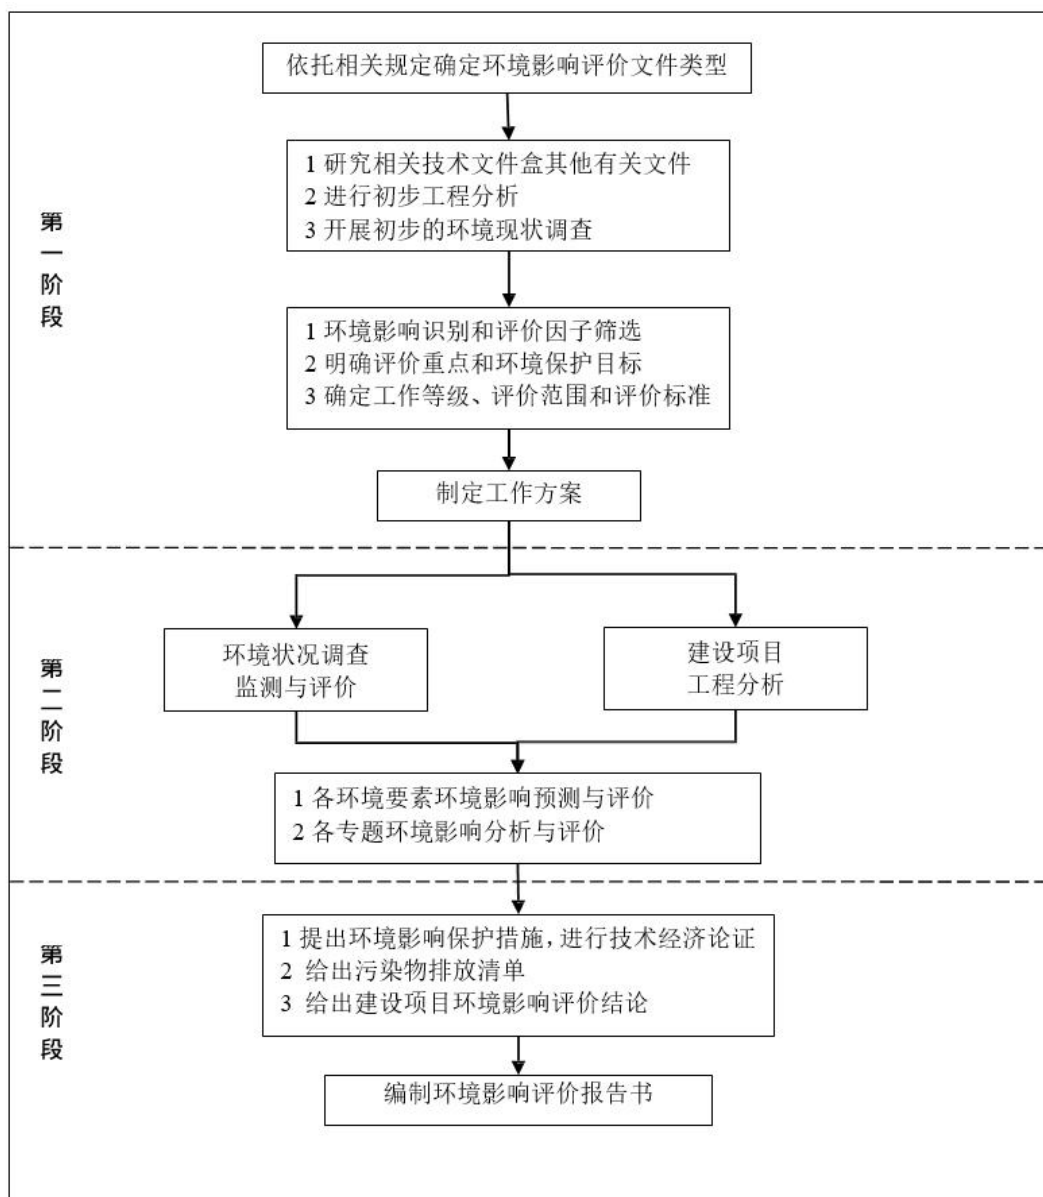 依托相关规定确定环境影响评价文件类型
1 研究相关技术文件盒其他有关文件
2 进行初步工程分析
3 开展初步的环境现状调查
第一阶段
1 环境影响识别和评价因子筛选
2 明确评价重点和环境保护目标
3 确定工作等级、评价范围和评价标准
制定工作方案
环境状况调查
监测与评价
建设项目
工程分析
第二阶段
1 各环境要素环境影响预测与评价
2 各专题环境影响分析与评价
1 提出环境影响保护措施,进行技术经济论证
2 给出污染物排放清单
3 给出建设项目环境影响评价结论
第三阶段
编制环境影响评价报告书